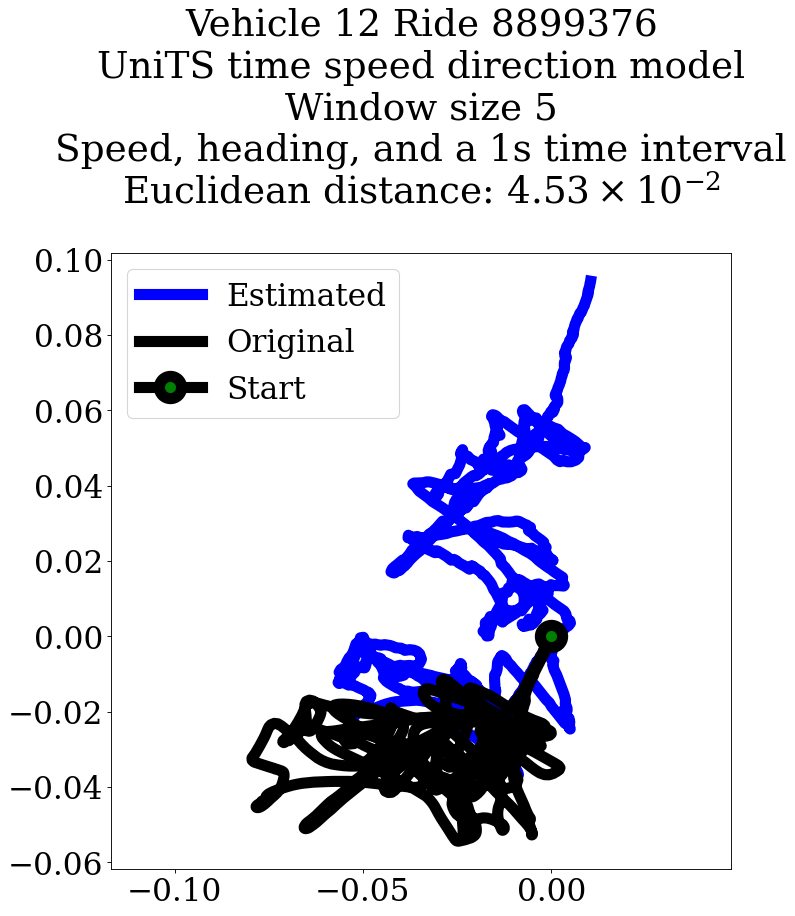 Vehicle 12 Ride 8899376
UniTS time speed direction model
Window size 5
Speed, heading, and a 1s time interval
Euclidean distance: 4.53 × 10⁻²
0.10
Estimated
0.08
Original
Start
0.06
0.04
0.02
0.00
−0.02
−0.04
−0.06
−0.10
−0.05
0.00